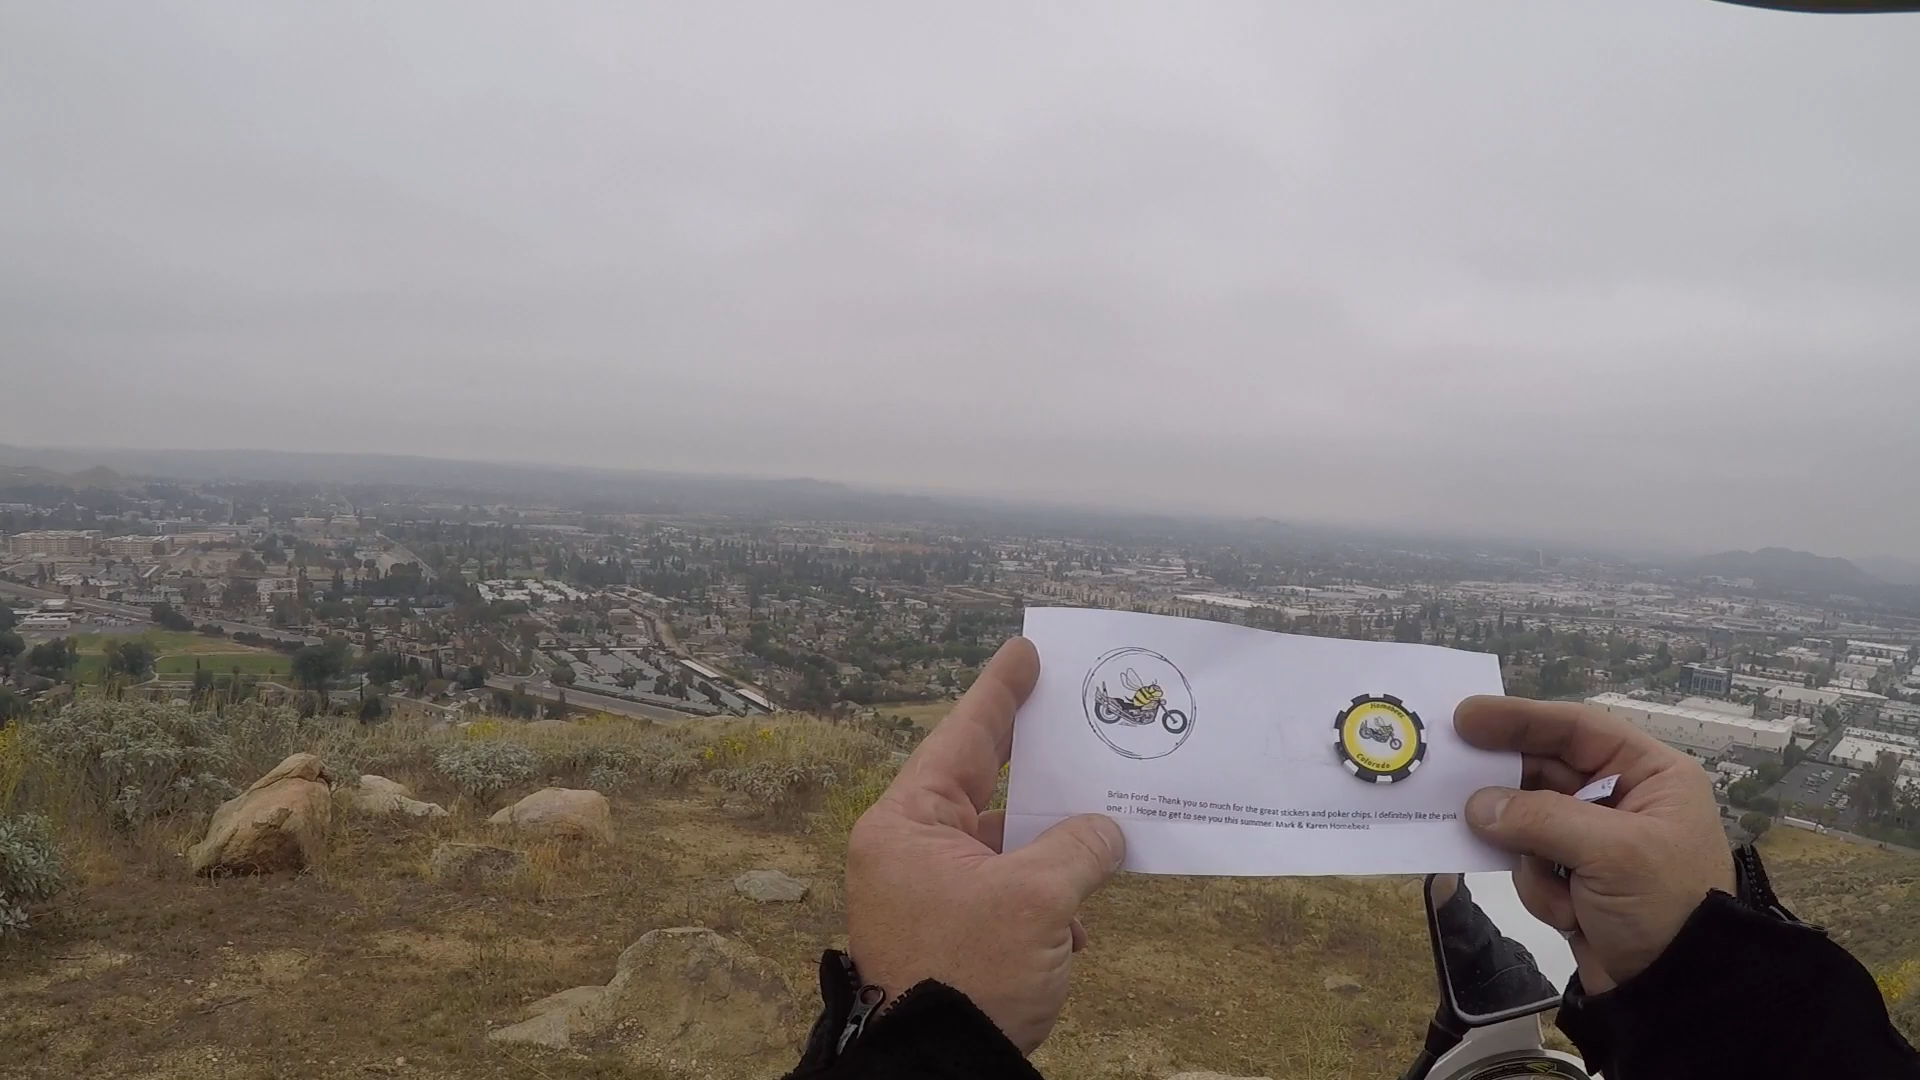 Homebeez
Colorado
Brian Ford – Thank you so much for the great stickers and poker chips. I definitely like the pink
one ; ). Hope to get to see you this summer. Mark & Karen Homebeez